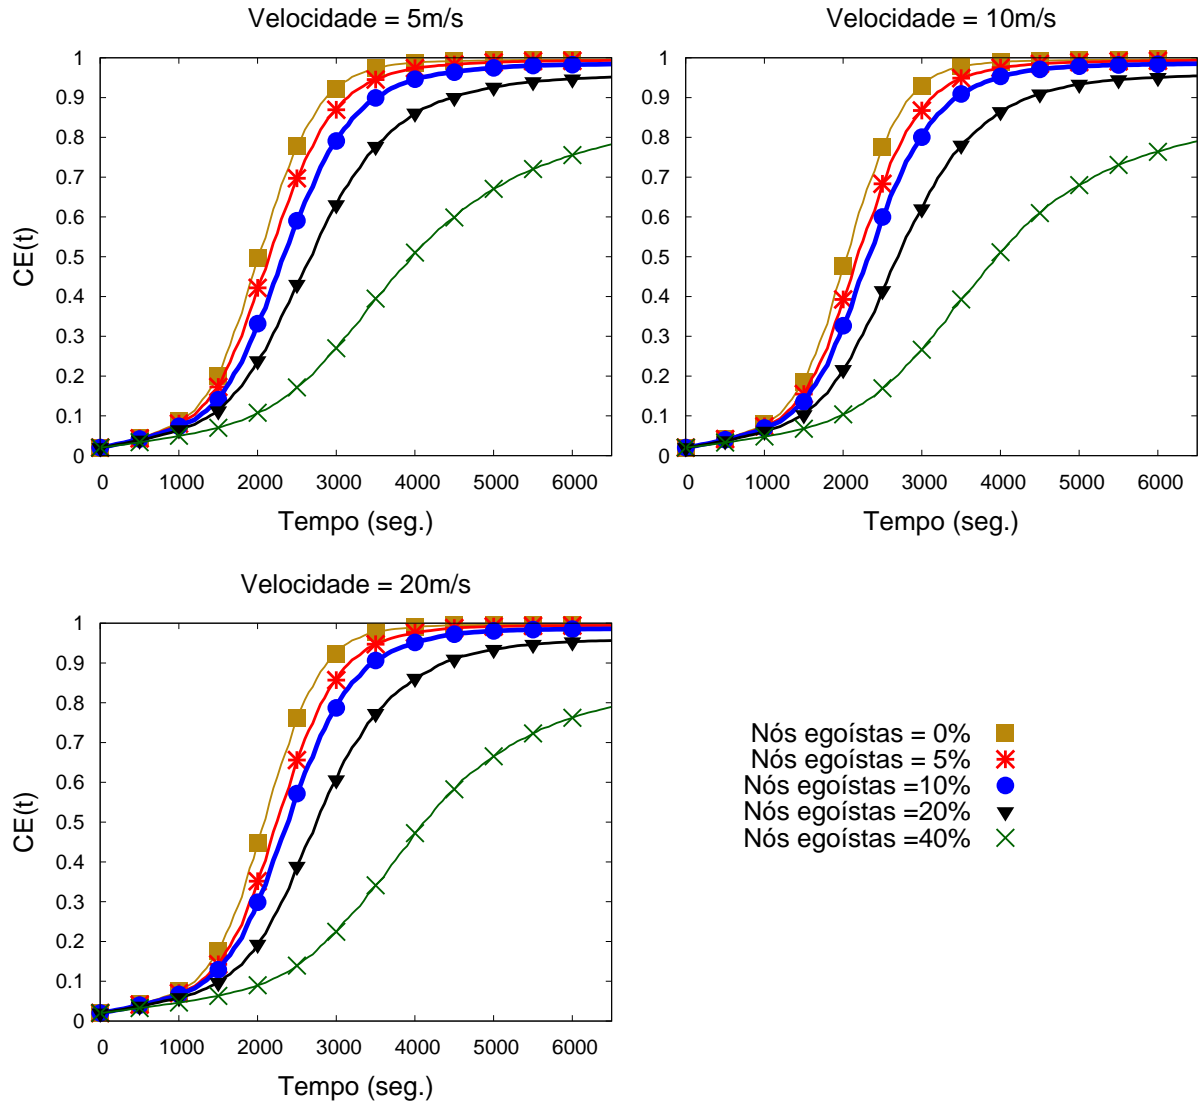 Velocidade = 5m/s
CE(t)
1
0.9
0.8
0.7
0.6
0.5
0.4
0.3
0.2
0.1
0
0 1000 2000 3000 4000 5000 6000
Tempo (seg.)
Velocidade = 10m/s
1
0.9
0.8
0.7
0.6
0.5
0.4
0.3
0.2
0.1
0
0 1000 2000 3000 4000 5000 6000
Tempo (seg.)
Velocidade = 20m/s
CE(t)
1
0.9
0.8
0.7
0.6
0.5
0.4
0.3
0.2
0.1
0
0 1000 2000 3000 4000 5000 6000
Tempo (seg.)
Nós egoístas = 0%
Nós egoístas = 5%
Nós egoístas =10%
Nós egoístas =20%
Nós egoístas =40%